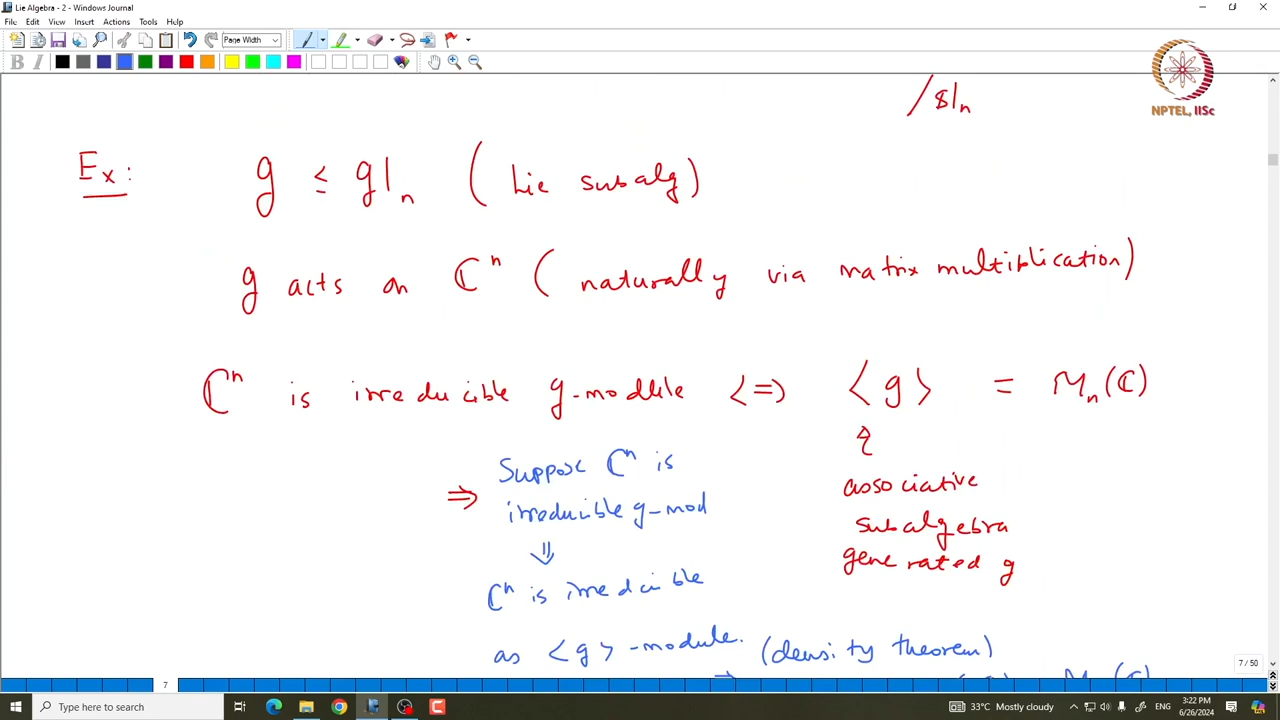 Lie Algebra - 2 - Windows Journal
File Edit View Insert Actions Tools Help
Page Width
NPTEL, IISc
/ sl_n
Ex: g ≤ gl_n ( Lie subalg )
g acts on ℂ^n ( naturally via matrix multiplication )
ℂ^n is irreducible g-module <=> < g > = M_n(ℂ)
⇒ Suppose ℂ^n is
irreducible g-mod
⇓
ℂ^n is irreducible
as < g > -module. (density theorem)
associative
subalgebra
generated g
7 / 50
7
Type here to search
33°C Mostly cloudy
ENG
3:22 PM
6/26/2024